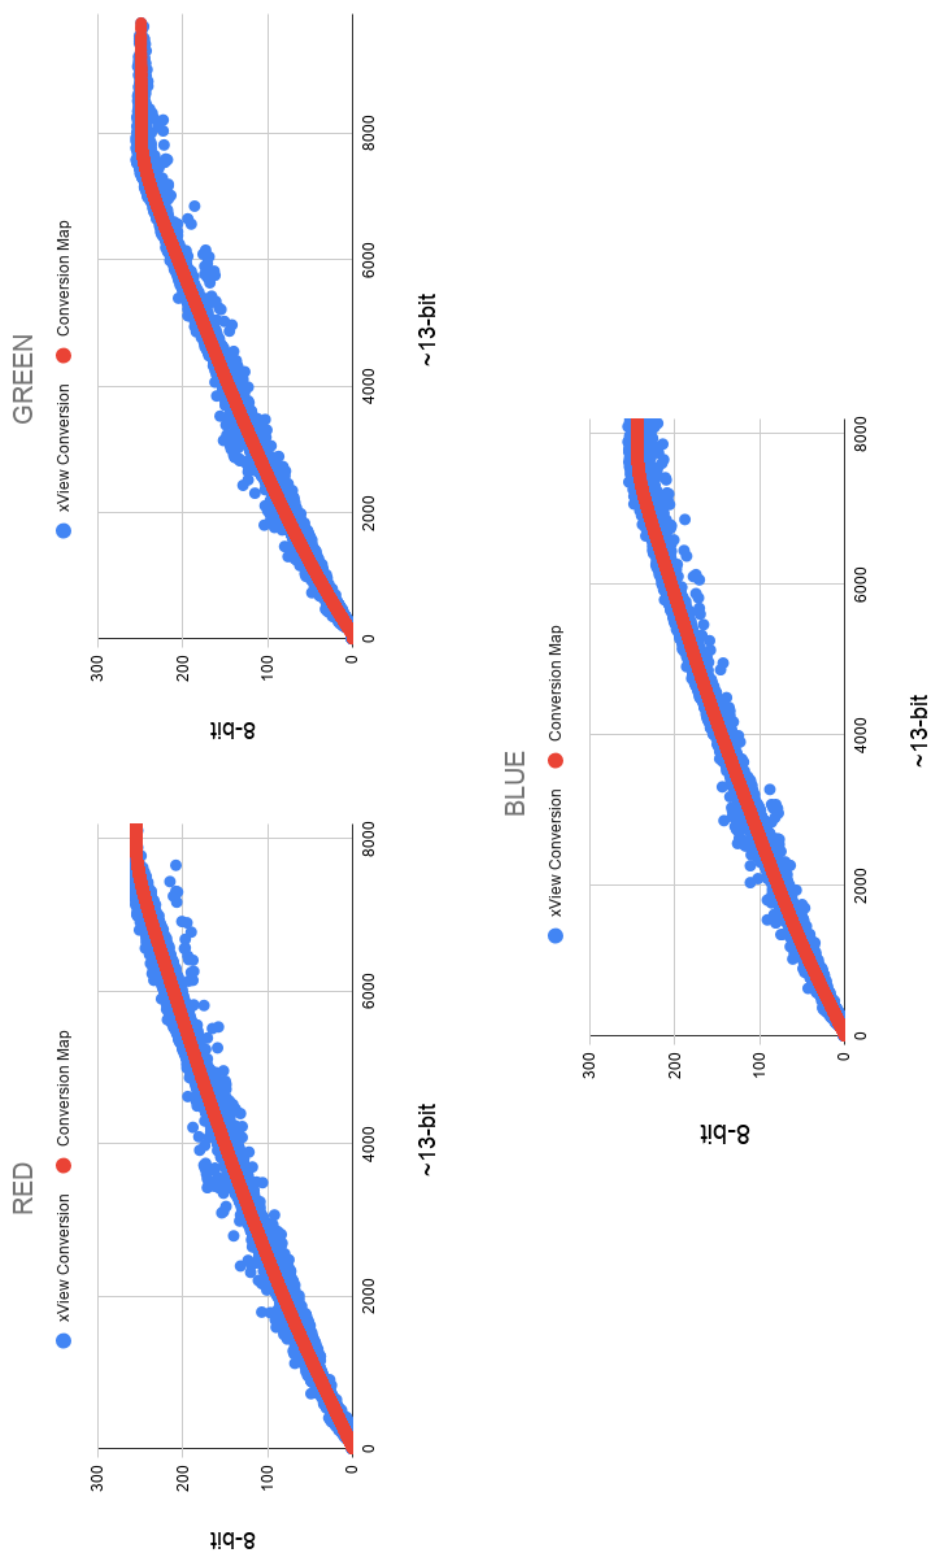 RED
xView Conversion Conversion Map
300
200
100
0
0 2000 4000 6000 8000
8-bit
~13-bit
GREEN
xView Conversion Conversion Map
300
200
100
0
0 2000 4000 6000 8000
8-bit
~13-bit
BLUE
xView Conversion Conversion Map
300
200
100
0
0 2000 4000 6000 8000
8-bit
~13-bit